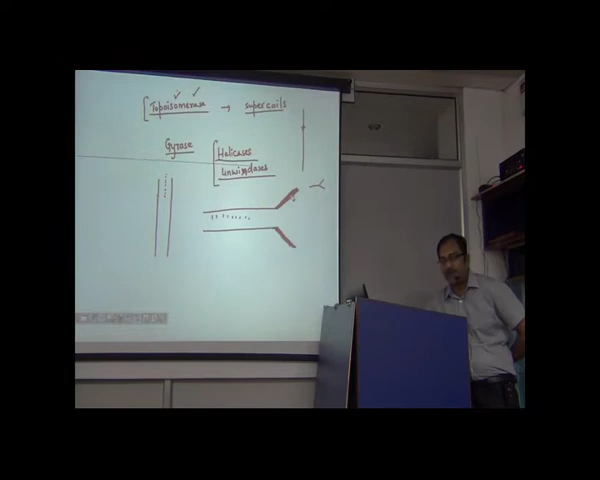 Topoisomerase → supercoils
Gyrase
Helicases
Unwindases